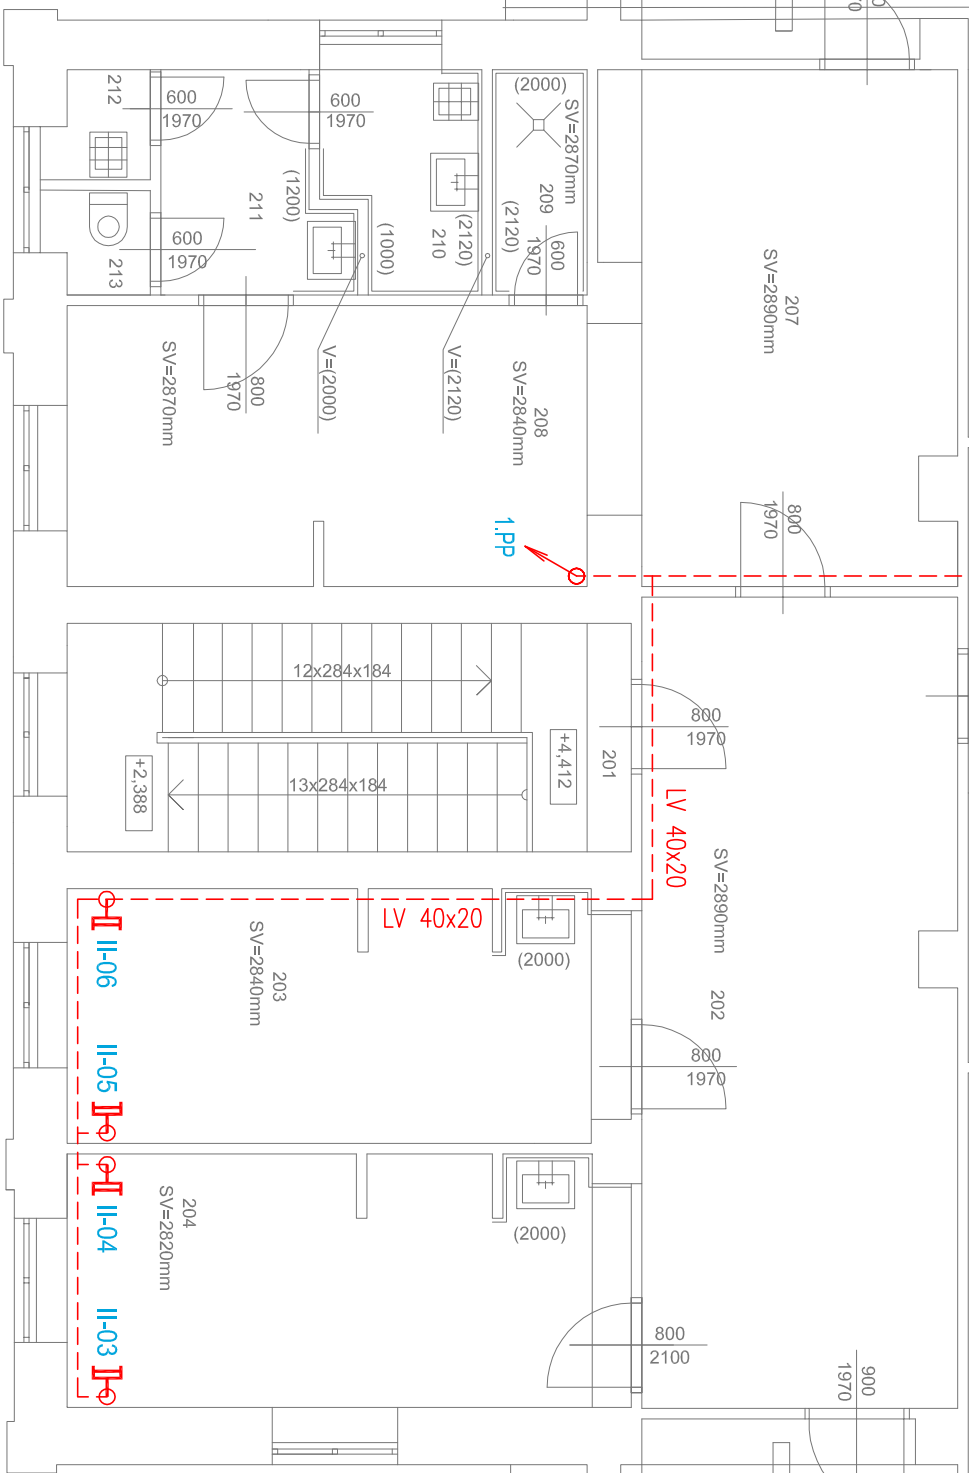 212
600
1970
600
1970
(2000)
SV=2870mm
209
(2120)
600
1970
211
(1200)
(1000)
210
(2120)
213
600
1970
207
SV=2890mm
SV=2870mm
800
1970
V=(2000)
V=(2120)
208
SV=2840mm
1.PP
800
1970
12x284x184
13x284x184
+2,388
+4,412
201
800
1970
LV 40x20
SV=2890mm
202
LV 40x20
(2000)
203
SV=2840mm
II-06
II-05
800
1970
II-04
II-03
204
SV=2820mm
(2000)
800
2100
900
1970